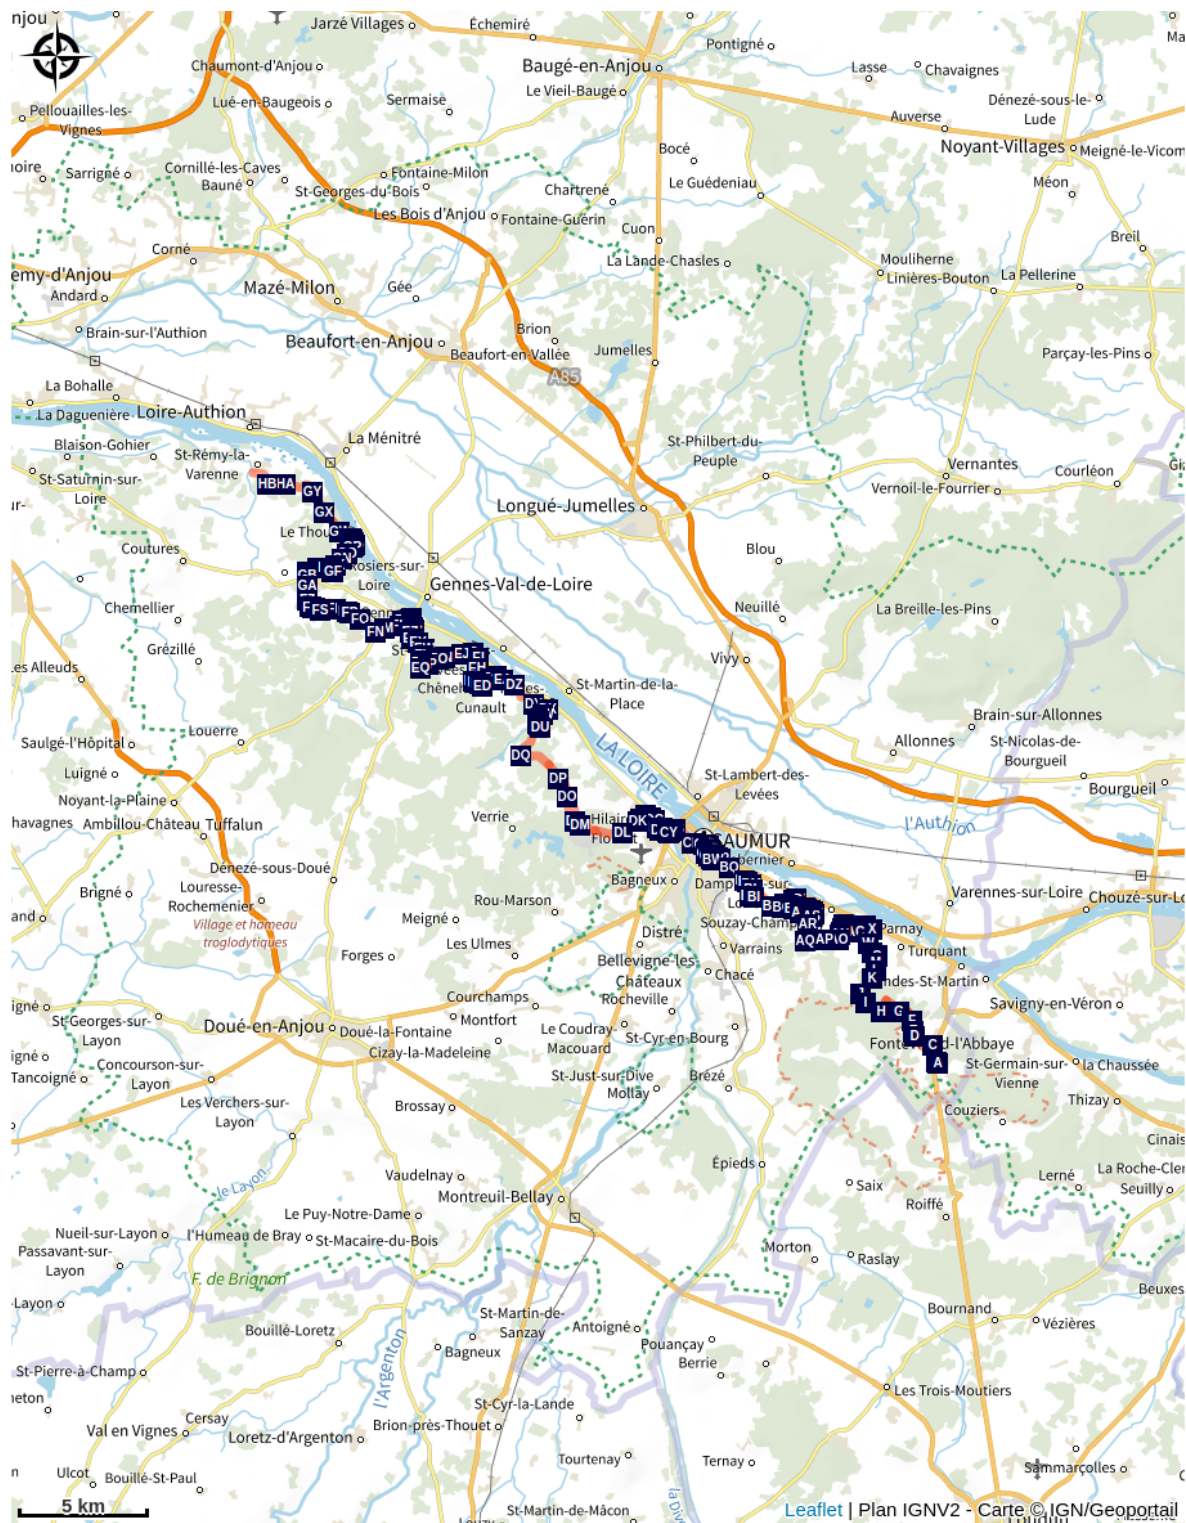 njou
Jarzé Villages
Échemiré
Pontigné
Chaumont-d'Anjou
Baugé-en-Anjou
Lasse
Chavaignes
Le Vieil-Baugé
Lué-en-Baugeois
Sermaise
Dénezé-sous-le-
Lude
Pellouailles-les-
Vignes
Auverse
Noyant-Villages
Meigné-le-Vicom
Bocé
Cornillé-les-Caves
Fontaine-Milon
Sarrigné
Bauné
St-Georges-du-Bois
Chartrené
Le Guédeniau
Méon
Les Bois d'Anjou
Fontaine-Guérin
Cuon
Breil
Corné
La Lande-Chasles
Mouliherne
Linières-Bouton
La Pellerine
emy-d'Anjou
Andard
Mazé-Milon
Gée
Brain-sur-l'Authion
Brion
Beaufort-en-Anjou
Beaufort-en-Vallée
Jumelles
Parçay-les-Pins
A85
La Bohalle
La Daguenière
Loire-Authion
La Ménitré
Blaison-Gohier
St-Rémy-la-
Varenne
St-Philbert-du-
Peuple
Vernantes
Courléon
St-Saturnin-sur-
Loire
HBHA
GY
Vernoil-le-Fourrier
GX
Longué-Jumelles
Le Thou
Coutures
Rosiers-sur-
Loire
GF
GA
Blou
Gennes-Val-de-Loire
Chemellier
FS
FO
FN
Neuillé
La Breille-les-Pins
Grézillé
EQ
EJ
EH
Vivy
es Alleuds
ED
DZ
St-Martin-de-la-
Place
Cunault
DU
Brain-sur-Allonnes
Louerre
Saulgé-l'Hôpital
DQ
LA LOIRE
Allonnes
St-Nicolas-de-
Bourgueil
Luigné
DP
St-Lambert-des-
Levées
Bourgueil
Noyant-la-Plaine
DO
havagnes
Ambillou-Château
Tuffalun
Verrie
DM
DL
DK
CY
l'Authion
SAUMUR
BQ
Dénezé-sous-Doué
Bagneux
Louresse-
Rochemenier
Brigné
Rou-Marson
BI
Varennes-sur-Loire
Chouzé-sur-Lo
Village et hameau
troglodytiques
Meigné
Souzay-Champ
AR
X
Parnay
Les Ulmes
Distré
AQ
Varrains
Turquant
Forges
Bellevigne-les-
Châteaux
Chacé
K
Courchamps
Rocheville
I
Savigny-en-Véron
St-Georges-sur-
Layon
Montfort
H
G
Doué-en-Anjou
Doué-la-Fontaine
Le Coudray-
Macouard
St-Cyr-en-Bourg
D
Cizay-la-Madeleine
C
Tancoigné
Concourson-sur-
Layon
St-Just-sur-Dive
Brézé
A
St-Germain-sur-
Vienne
la Chaussée
Mollay
Les Verchers-sur-
Layon
Brossay
Couziers
Thizay
Cinais
Épieds
Vaudelnay
Saix
Lerné
La Roche-Cler
Seuilly
le Layon
Montreuil-Bellay
Roiffé
Le Puy-Notre-Dame
Nueil-sur-Layon
l'Humeau de Bray
St-Macaire-du-Bois
Passavant-sur-
Layon
Morton
Raslay
F. de Brignon
-Layon
Beuxes
St-Martin-de-
Sanzay
Bournand
Vézières
Bouillé-Loretz
Antoigné
Pouançay
l'Argenton
Bagneux
Berrie
St-Pierre-à-Champ
Les Trois-Moutiers
St-Cyr-la-Lande
Cersay
Val en Vignes
Loretz-d'Argenton
Brion-près-Thouet
Tourtenay
Ternay
Ulcot
Bouillé-St-Paul
Sammarçolles
5 km
St-Martin-de-Mâcon
la Dive
Leaflet | Plan IGNV2 - Carte © IGN/Geoportail